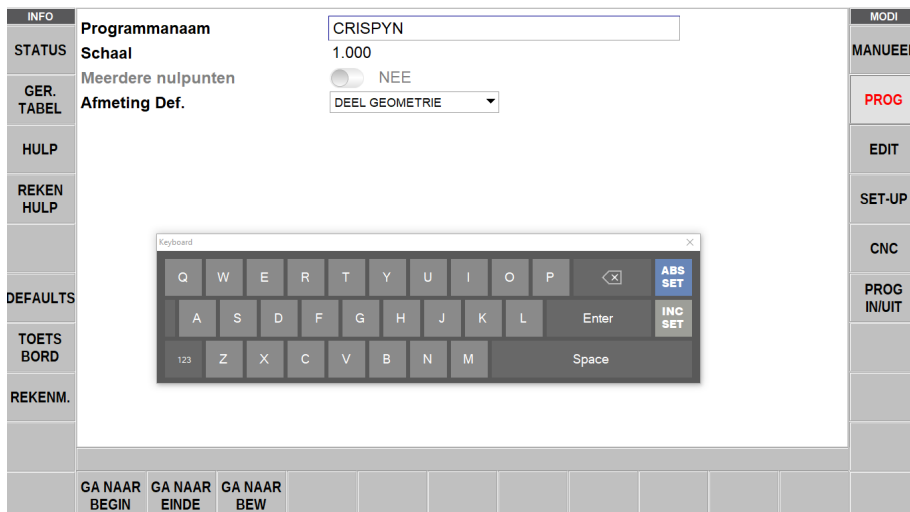 INFO
STATUS
GER.
TABEL
HULP
REKEN
HULP
DEFAULTS
TOETS
BORD
REKENM.
Programmanaam CRISPYN
Schaal 1.000
Meerdere nulpunten NEE
Afmeting Def. DEEL GEOMETRIE
Keyboard
Q W E R T Y U I O P ABS SET
A S D F G H J K L Enter INC SET
123 Z X C V B N M Space
GA NAAR BEGIN
GA NAAR EINDE
GA NAAR BEW
MODI
MANUEEL
PROG
EDIT
SET-UP
CNC
PROG
IN/UIT